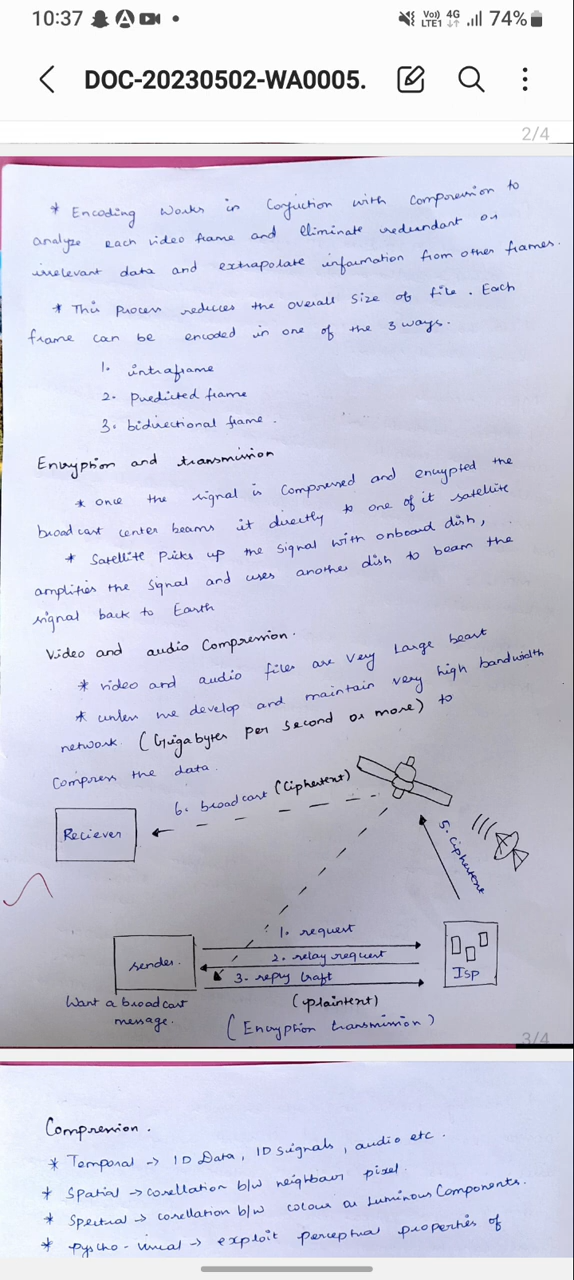 10:37
Vo) 4G
LTE1
74%
DOC-20230502-WA0005.
2/4
* Encoding works in Conjuction with Compression to
analyze each video frame and eliminate redundant or
irrelevant data and extrapolate information from other frames.
* This Process reduces the overall size of file. Each
frame can be encoded in one of the 3 ways.
1. intraframe
2. Predicted frame
3. bidirectional frame.
Encryption and transmission
* once the signal is Compressed and encrypted the
broadcast center beams it directly to one of it satellite
* Satellite Picks up the signal with onboard dish,
amplifies the signal and uses another dish to beam the
signal back to Earth
Video and audio Compression.
* video and audio files are very Large beast
* unless we develop and maintain very high bandwidth
network (Gigabytes per second or more) to
Compress the data.
6. broadcast (Ciphertext)
Reciever
5. Ciphertext
1. request
2. relay request
3. reply
sender.
Isp
Want a broadcast
message.
(plaintext)
(Encryption transmission)
3/4
Compression.
* Temporal → 1D Data, 1D signals, audio etc.
* Spatial → corellation b/w neighbour pixel.
* Spectral → corellation b/w colour or Luminous Components.
* Pyscho-visual → exploit perceptual properties of